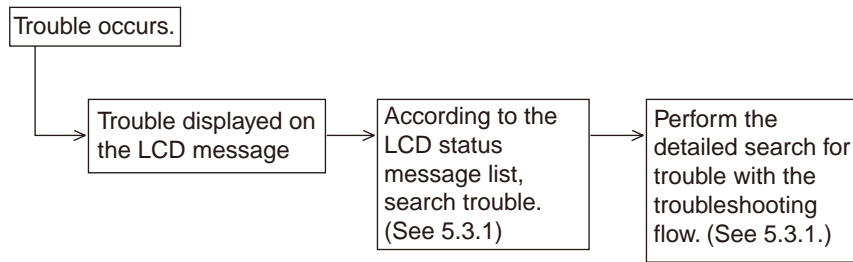 Trouble occurs.
Trouble displayed on
the LCD message
According to the
LCD status
message list,
search trouble.
(See 5.3.1)
Perform the
detailed search for
trouble with the
troubleshooting
flow. (See 5.3.1.)